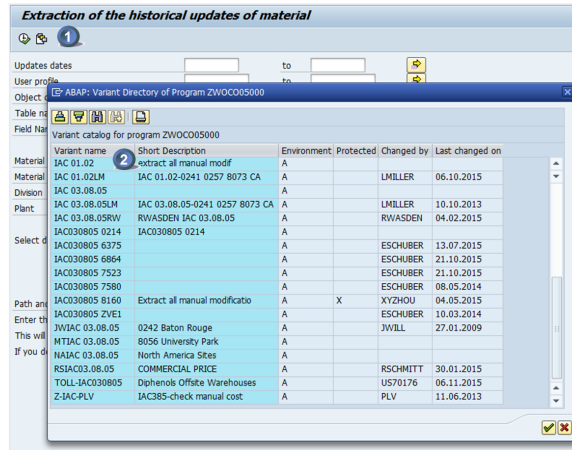 Extraction of the historical updates of material
1
Updates dates to
User profile to
ABAP: Variant Directory of Program ZWOCO05000
Object
Table na
Field Nar
Variant catalog for program ZWOCO05000
Variant name Short Description Environment Protected Changed by Last changed on
2
IAC 01.02 extract all manual modif A
IAC 01.02LM IAC 01.02-0241 0257 8073 CA A LMILLER 06.10.2015
IAC 03.08.05 A
IAC 03.08.05LM IAC 03.08.05-0241 0257 8073 CA A LMILLER 10.10.2013
IAC 03.08.05RW RWASDEN IAC 03.08.05 A RWASDEN 04.02.2015
IAC030805 0214 IAC030805 0214 A
IAC030805 6375 A ESCHUBER 13.07.2015
IAC030805 6864 A ESCHUBER 21.10.2015
IAC030805 7523 A ESCHUBER 21.10.2015
IAC030805 7580 A ESCHUBER 08.05.2014
IAC030805 8160 Extract all manual modificatio A X XYZHOU 04.05.2015
IAC030805 ZVE1 A ESCHUBER 10.03.2014
JWIAC 03.08.05 0242 Baton Rouge A JWILL 27.01.2009
MTIAC 03.08.05 8056 University Park A
NAIAC 03.08.05 North America Sites A
RSIAC03.08.05 COMMERCIAL PRICE A RSCHMITT 30.01.2015
TOLL-IAC030805 Diphenols Offsite Warehouses A US70176 06.11.2015
Z-IAC-PLV IAC385-check manual cost A PLV 11.06.2013
Material
Material
Division
Plant
Select d
Path and
Enter th
This will
If you d